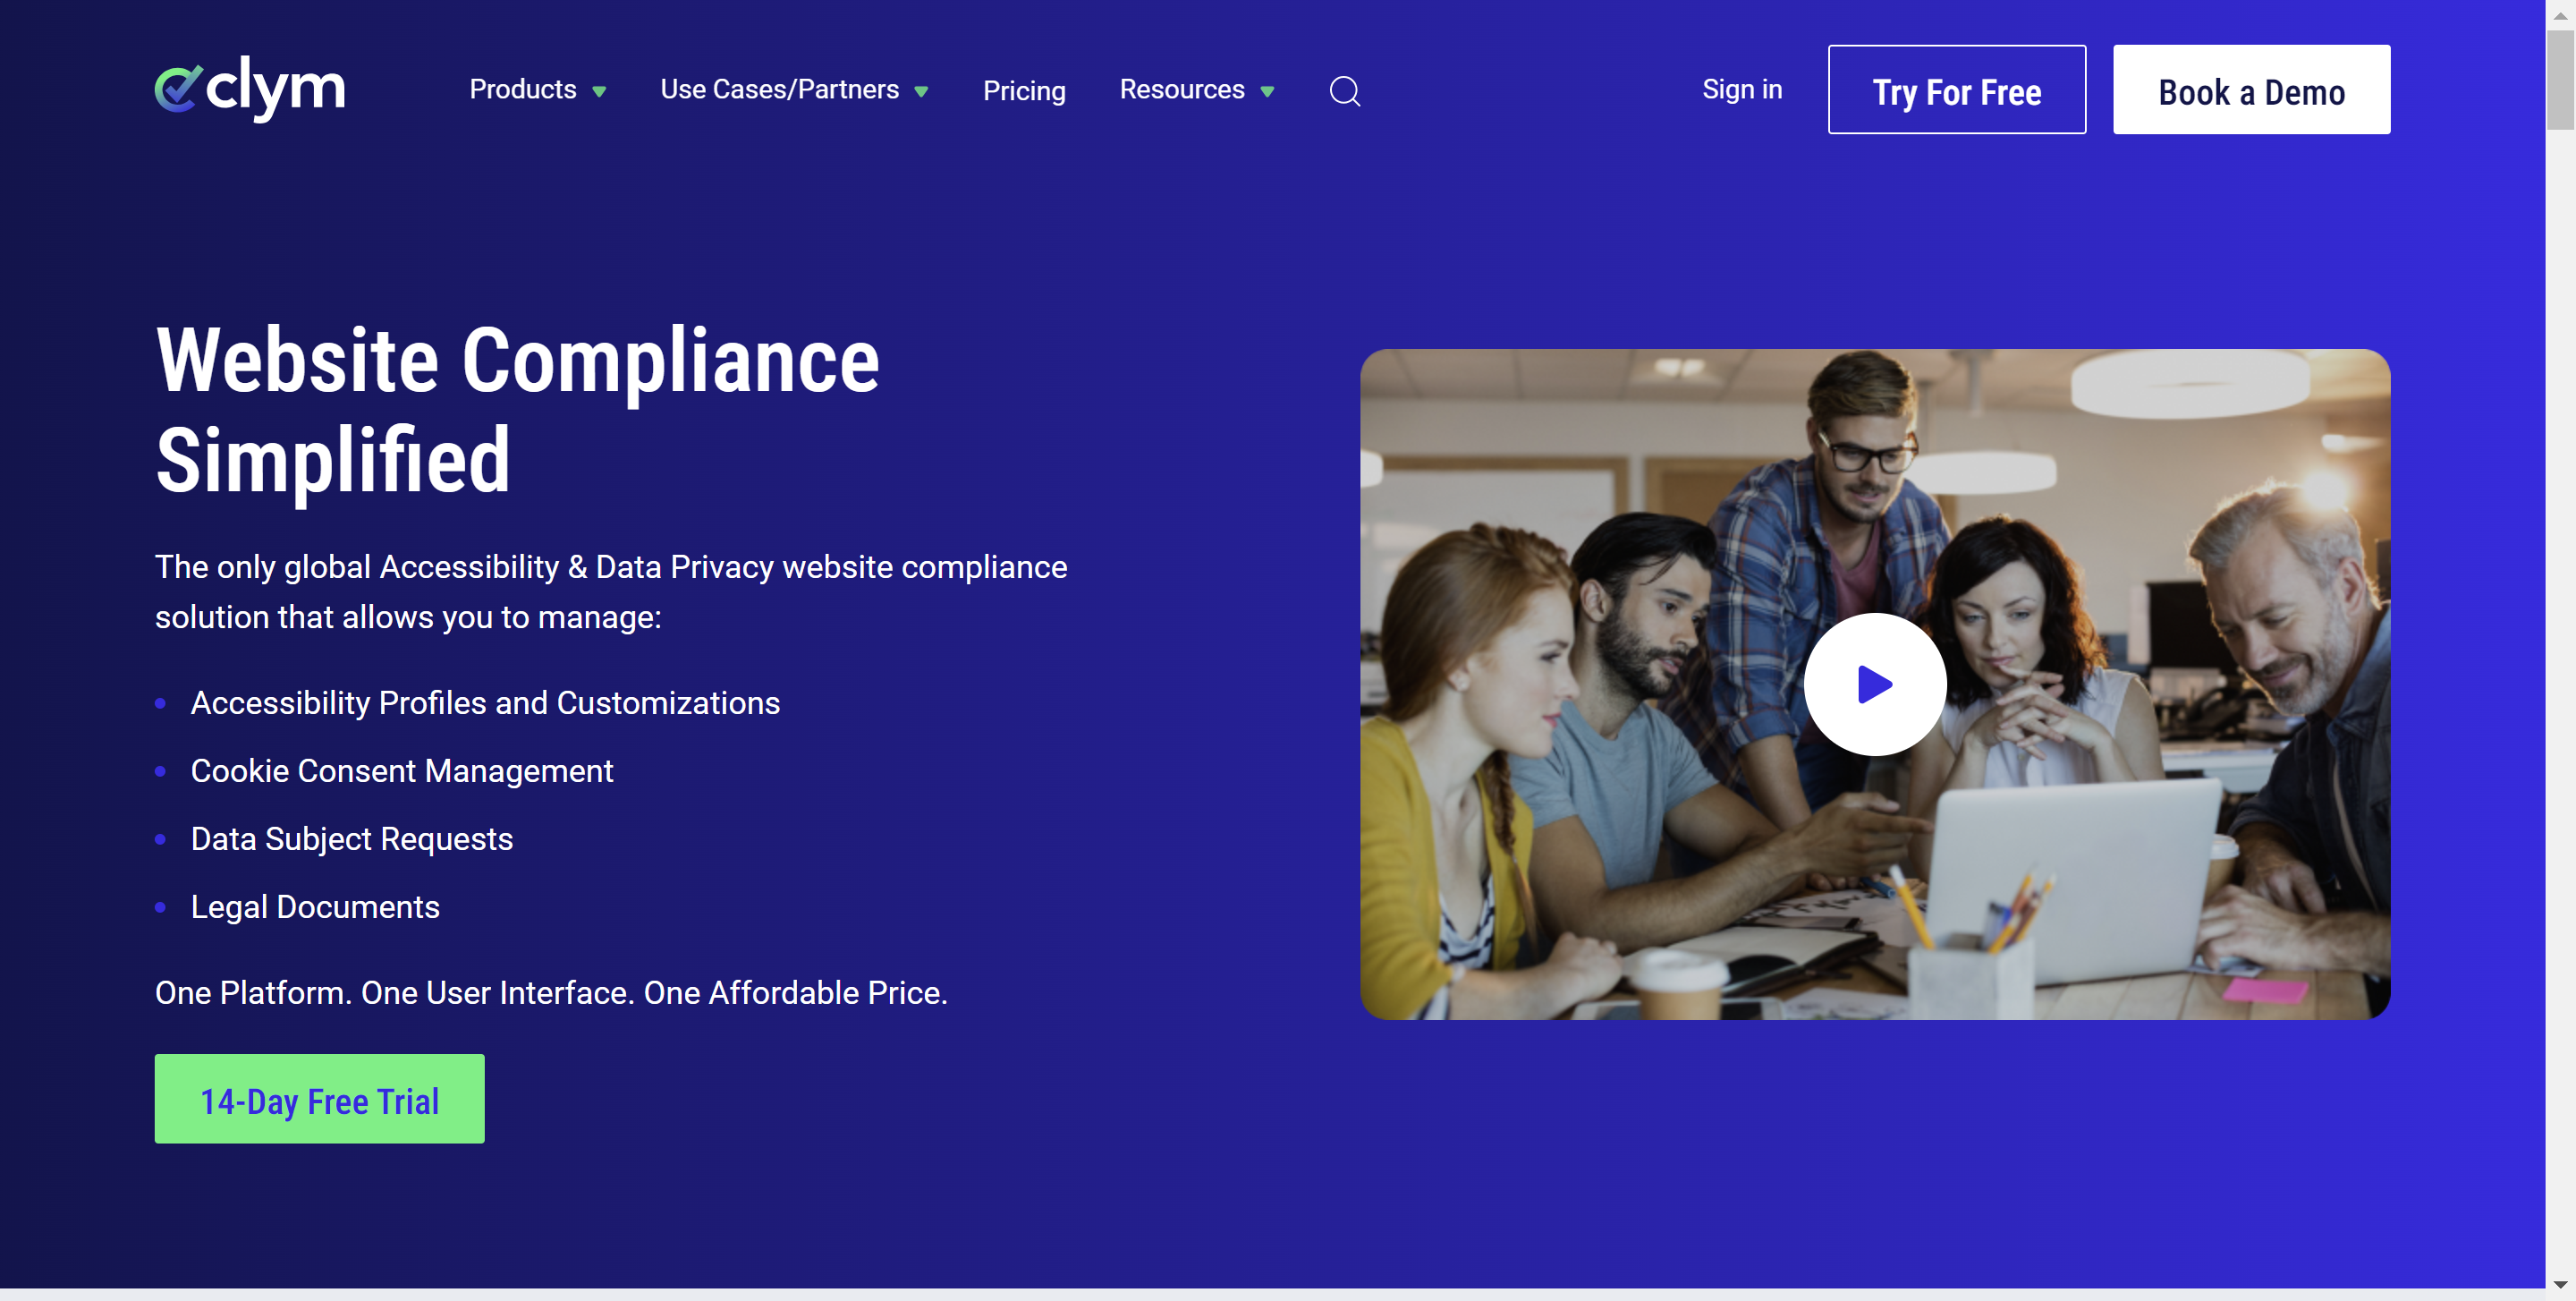 clym
Products
Use Cases/Partners
Pricing
Resources
Sign in
Try For Free
Book a Demo
Website Compliance
Simplified
The only global Accessibility & Data Privacy website compliance
solution that allows you to manage:
Accessibility Profiles and Customizations
Cookie Consent Management
Data Subject Requests
Legal Documents
One Platform. One User Interface. One Affordable Price.
14-Day Free Trial